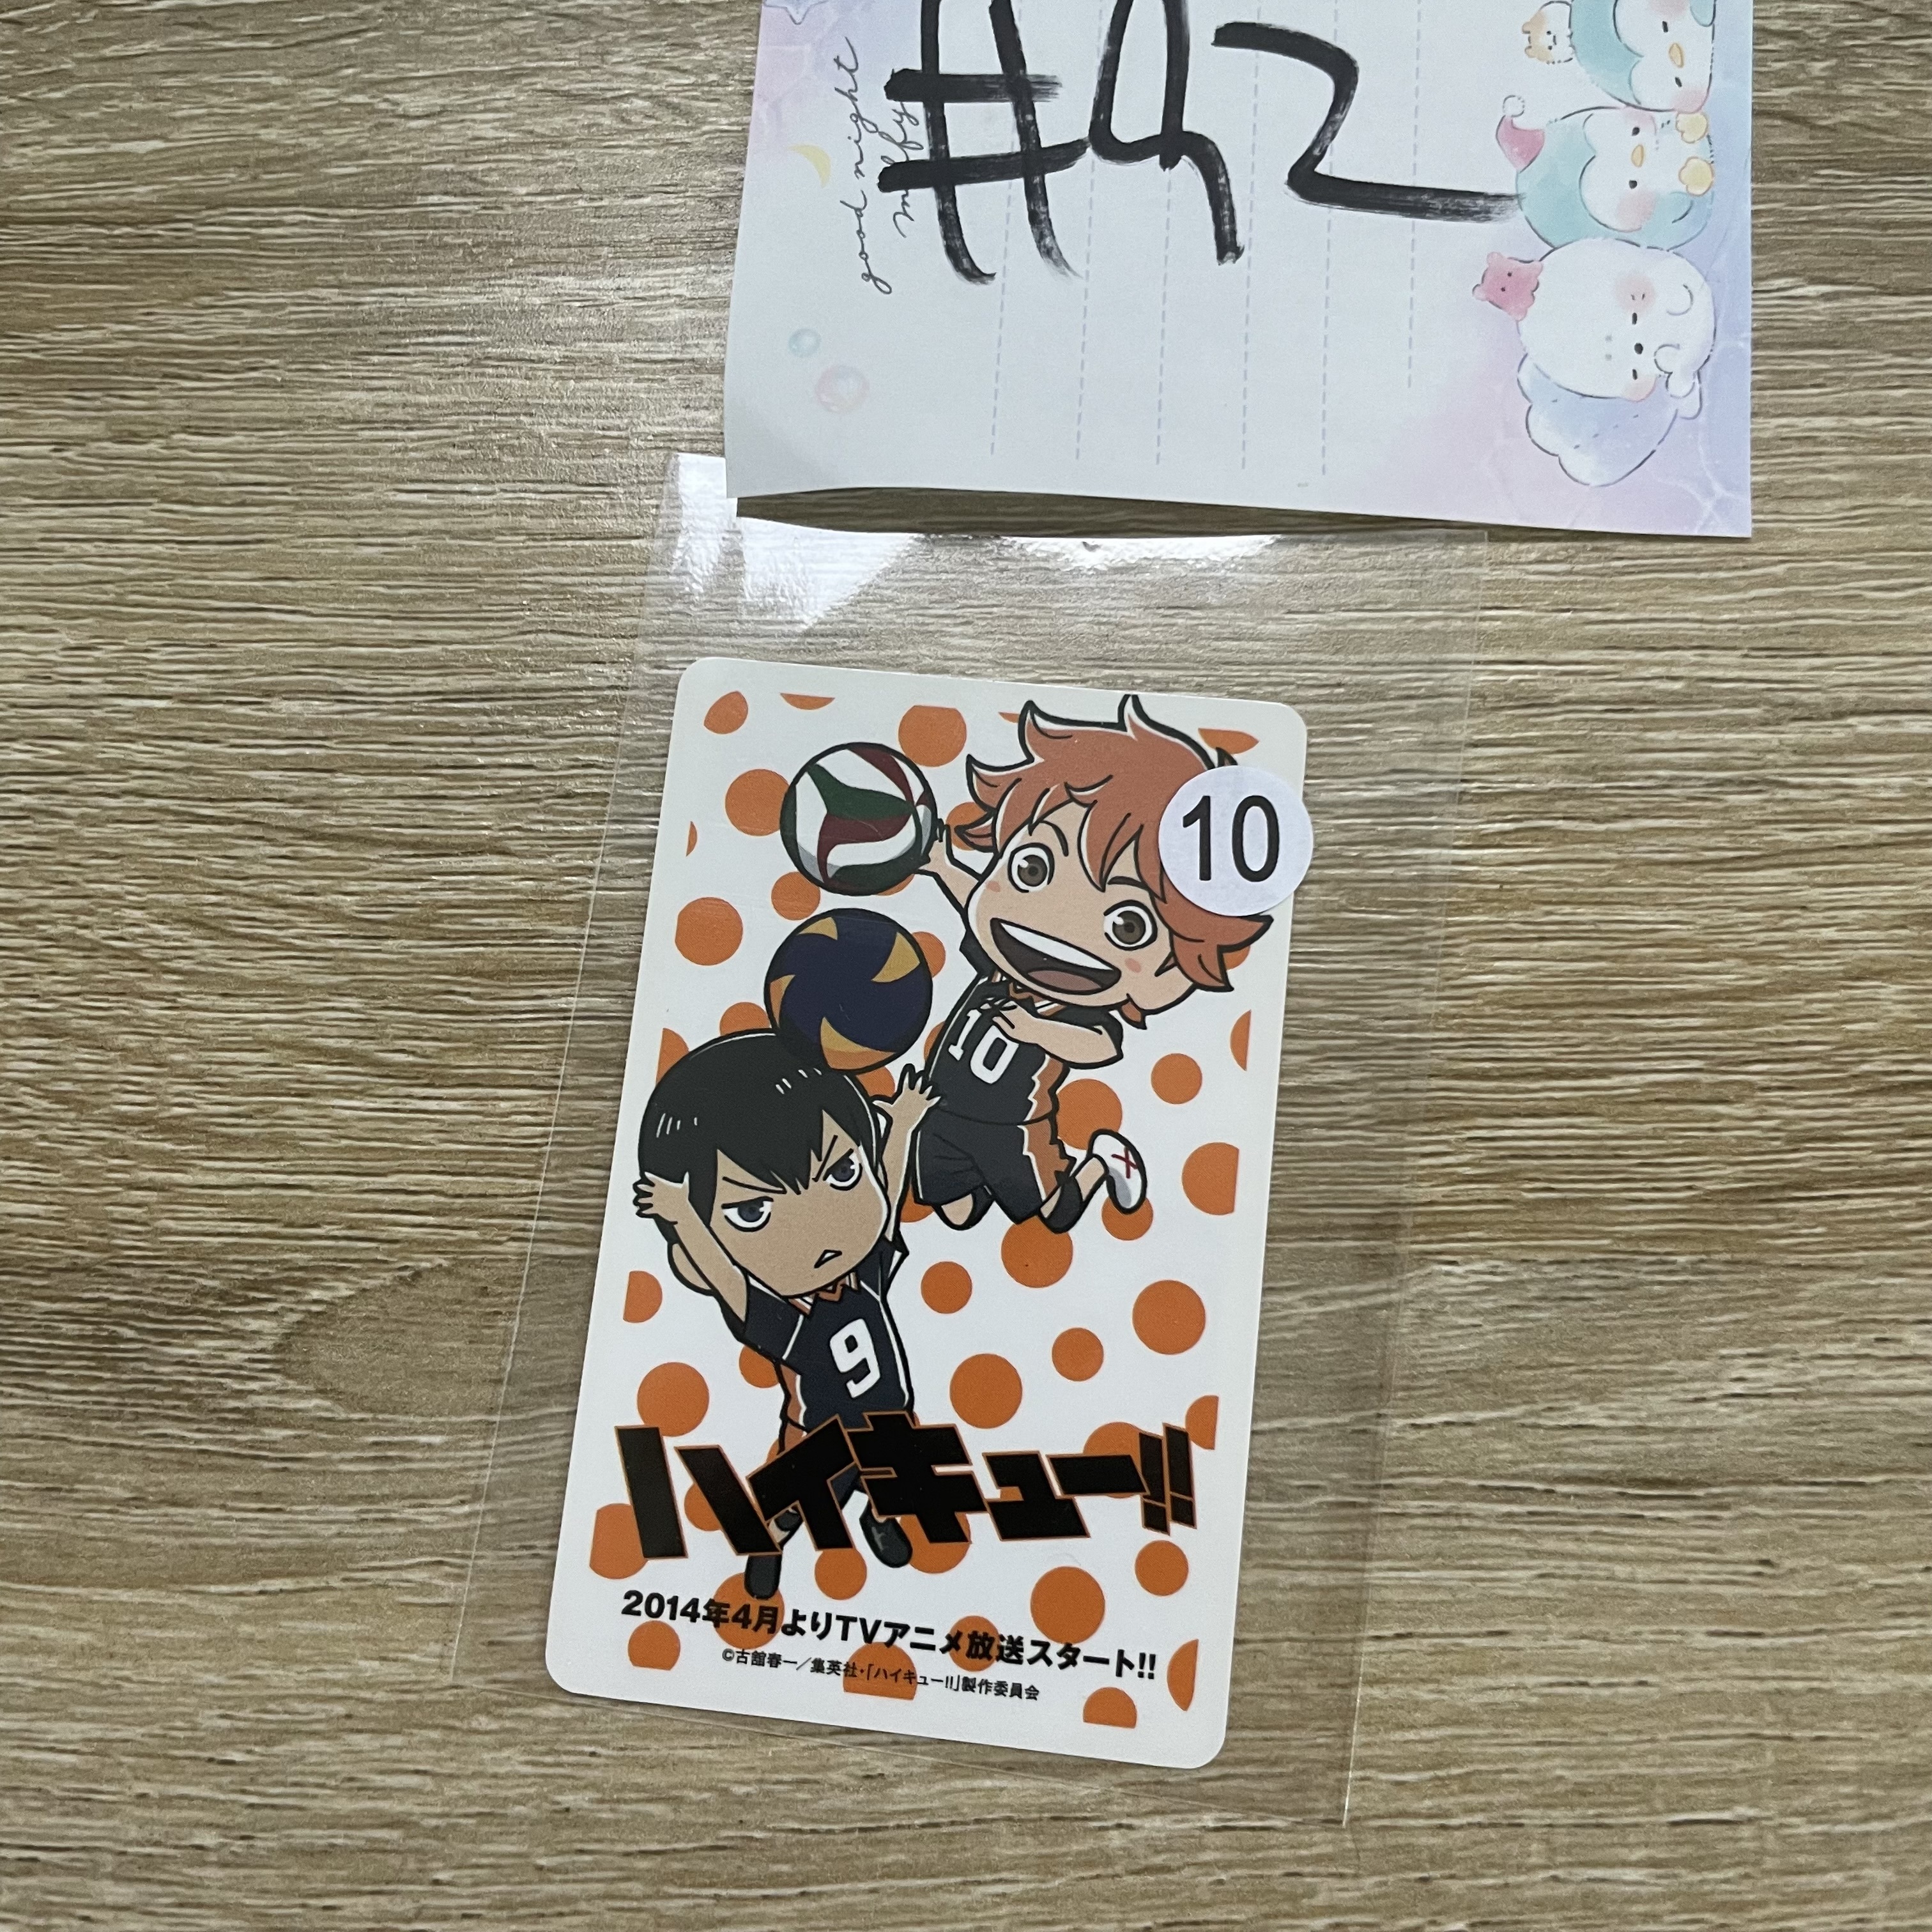 #92
good night
muffy
10
10
9
ハイキュー!!
2014年4月よりTVアニメ放送スタート!!
©古舘春一／集英社・「ハイキュー!!」製作委員会